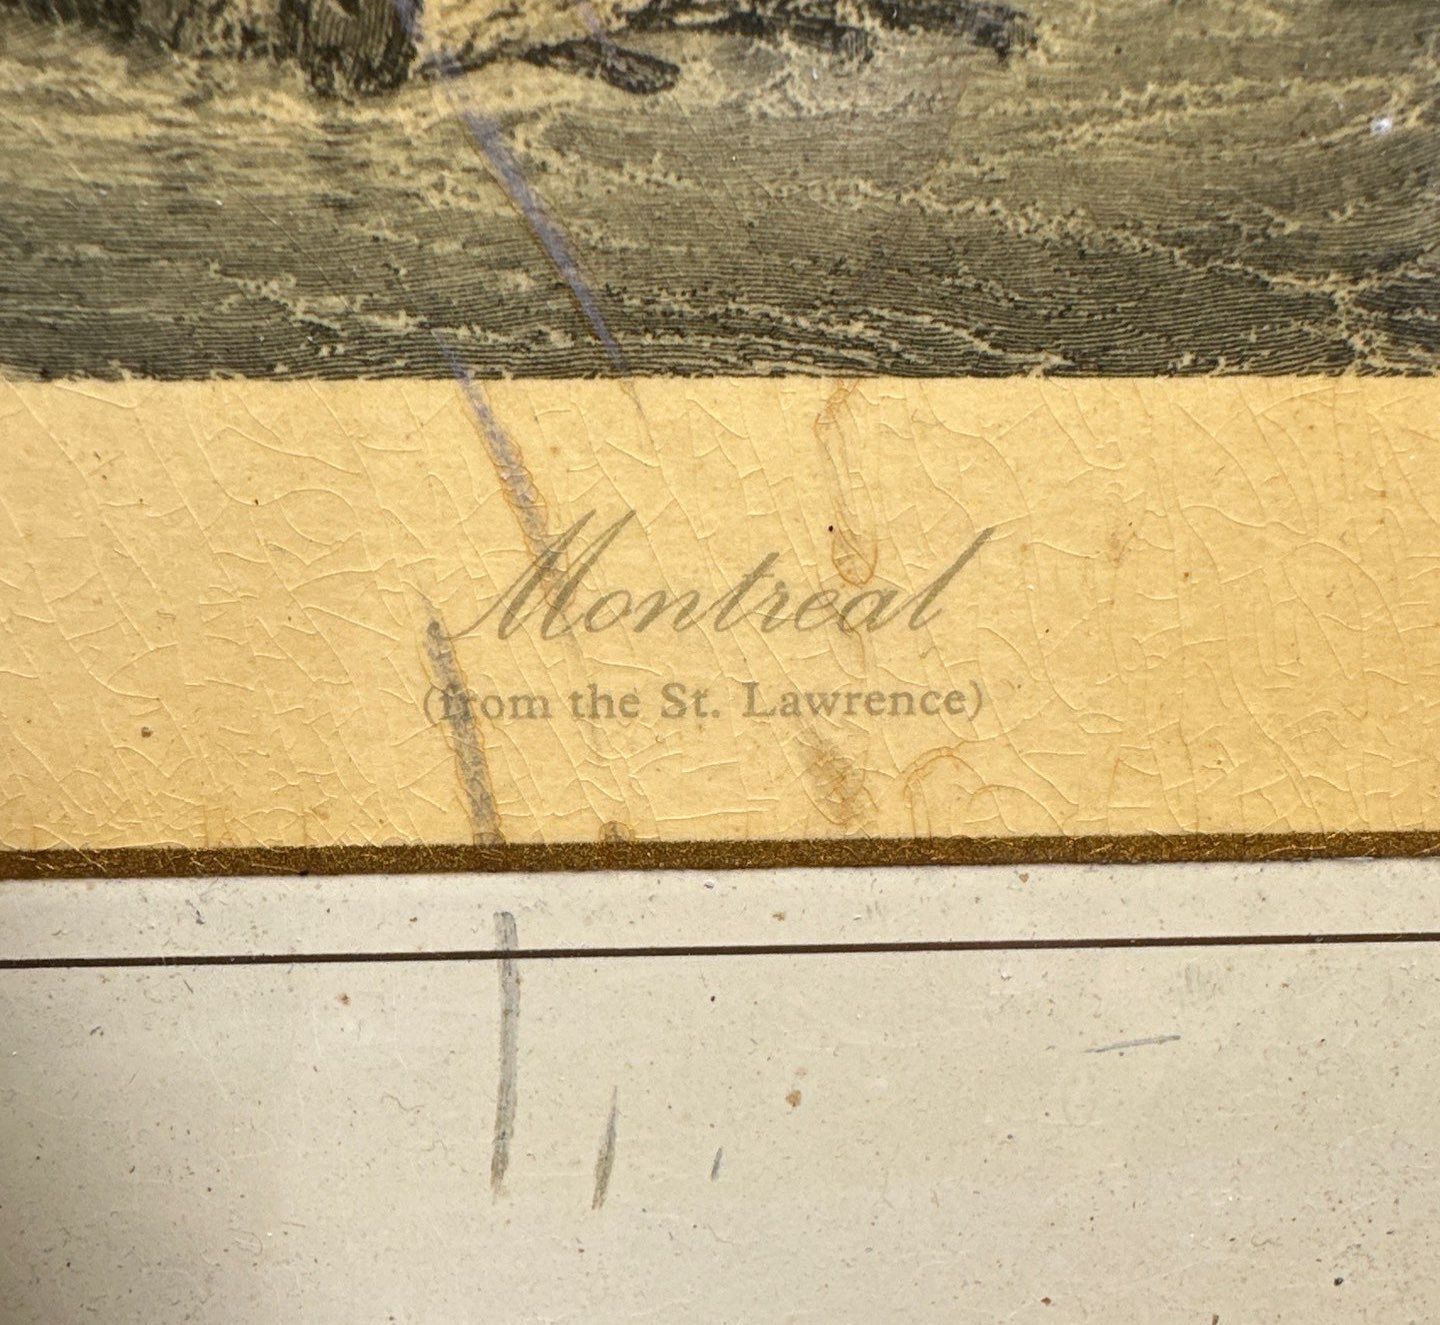 Montreal
(from the St. Lawrence)